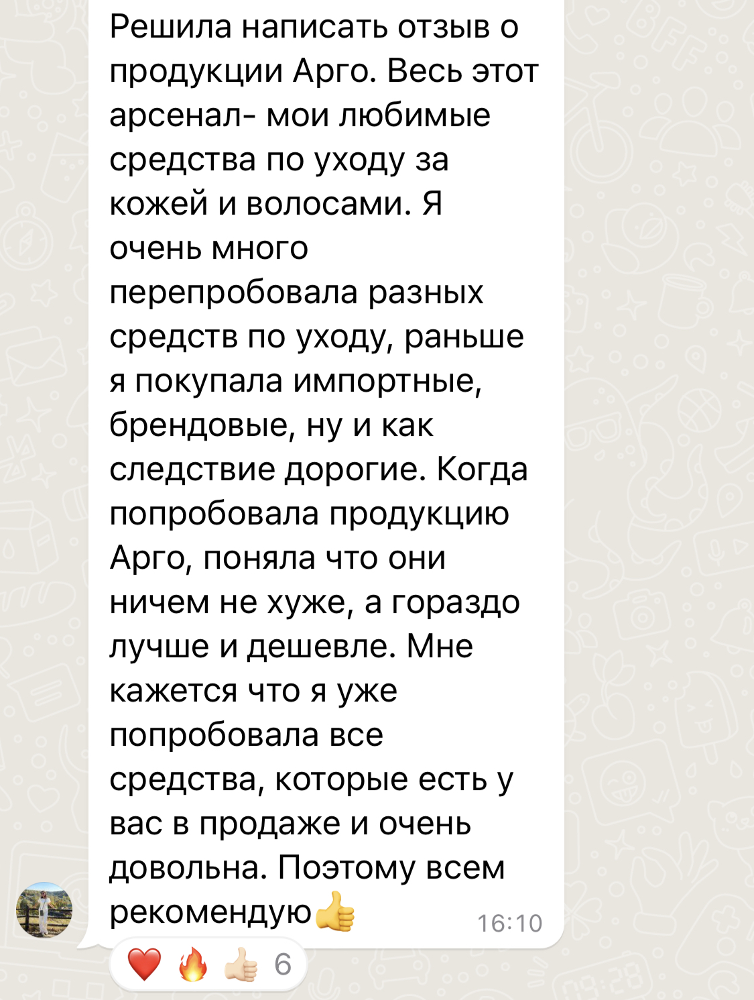 Решила написать отзыв о
продукции Арго. Весь этот
арсенал- мои любимые
средства по уходу за
кожей и волосами. Я
очень много
перепробовала разных
средств по уходу, раньше
я покупала импортные,
брендовые, ну и как
следствие дорогие. Когда
попробовала продукцию
Арго, поняла что они
ничем не хуже, а гораздо
лучше и дешевле. Мне
кажется что я уже
попробовала все
средства, которые есть у
вас в продаже и очень
довольна. Поэтому всем
рекомендую👍
16:10
❤️ 🔥 👍🏻 6
BFF
09:28